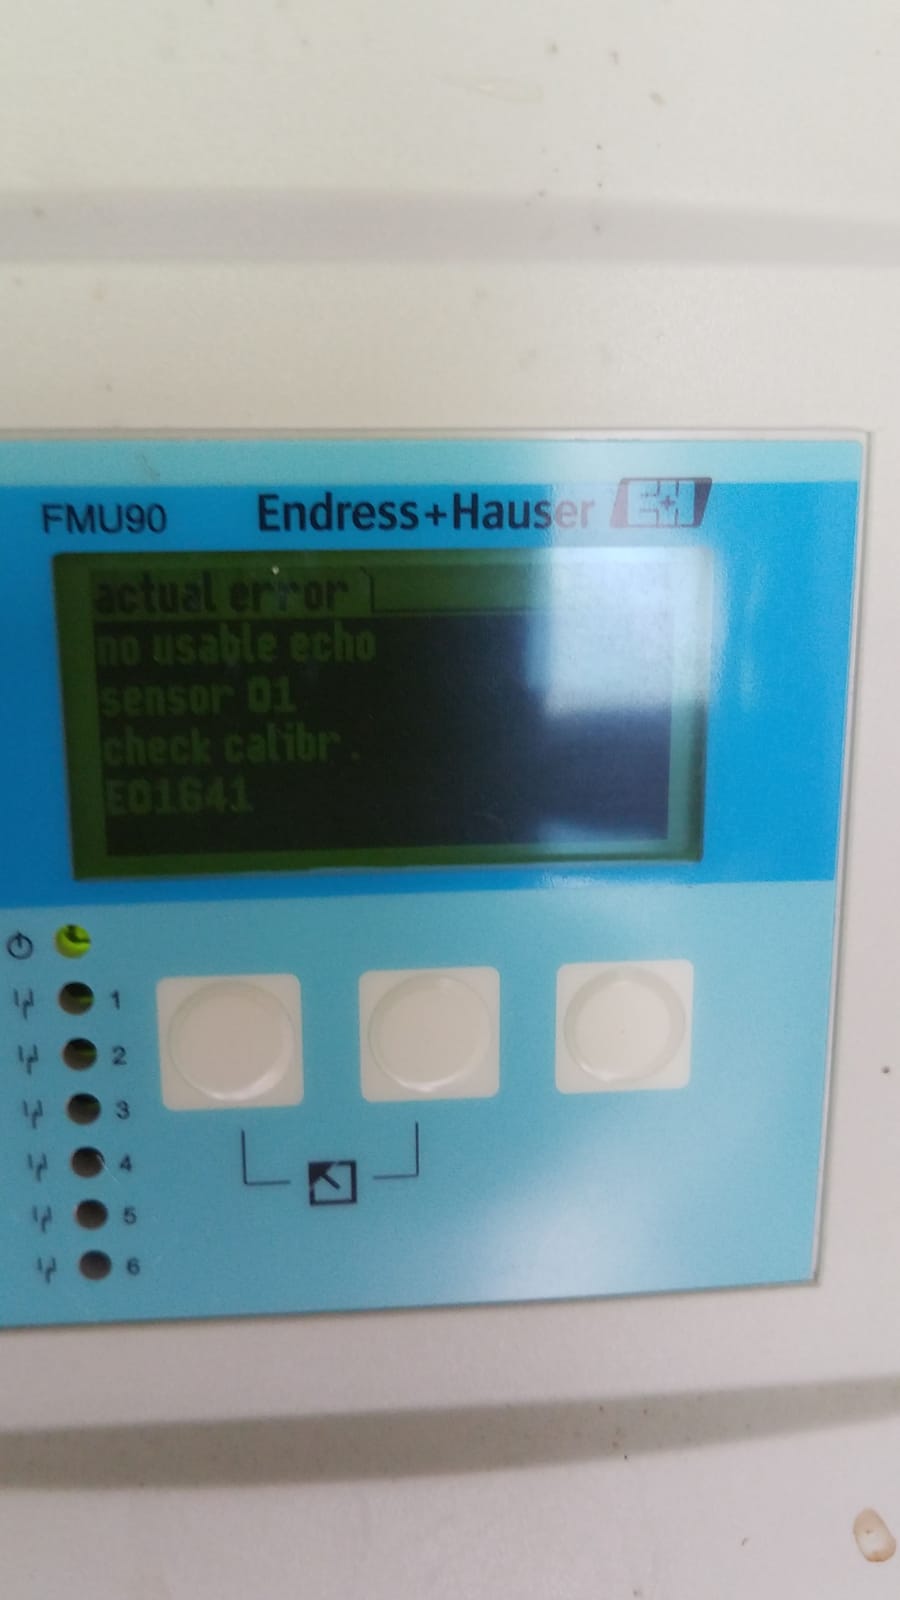 FMU90 Endress+Hauser EH
actual error
no usable echo
sensor 01
check calibr.
E01641
1
2
3
4
5
6